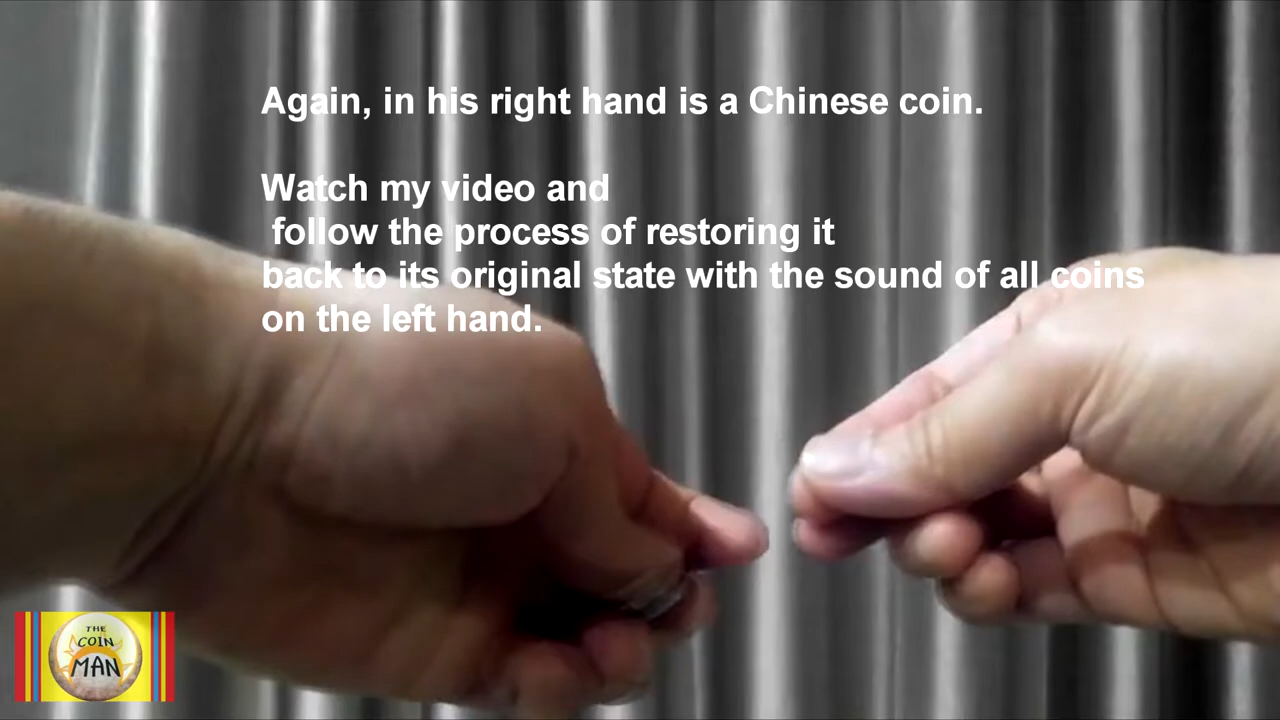 Again, in his right hand is a Chinese coin.
Watch my video and
follow the process of restoring it
back to its original state with the sound of all coins
on the left hand.
THE
COIN
MAN